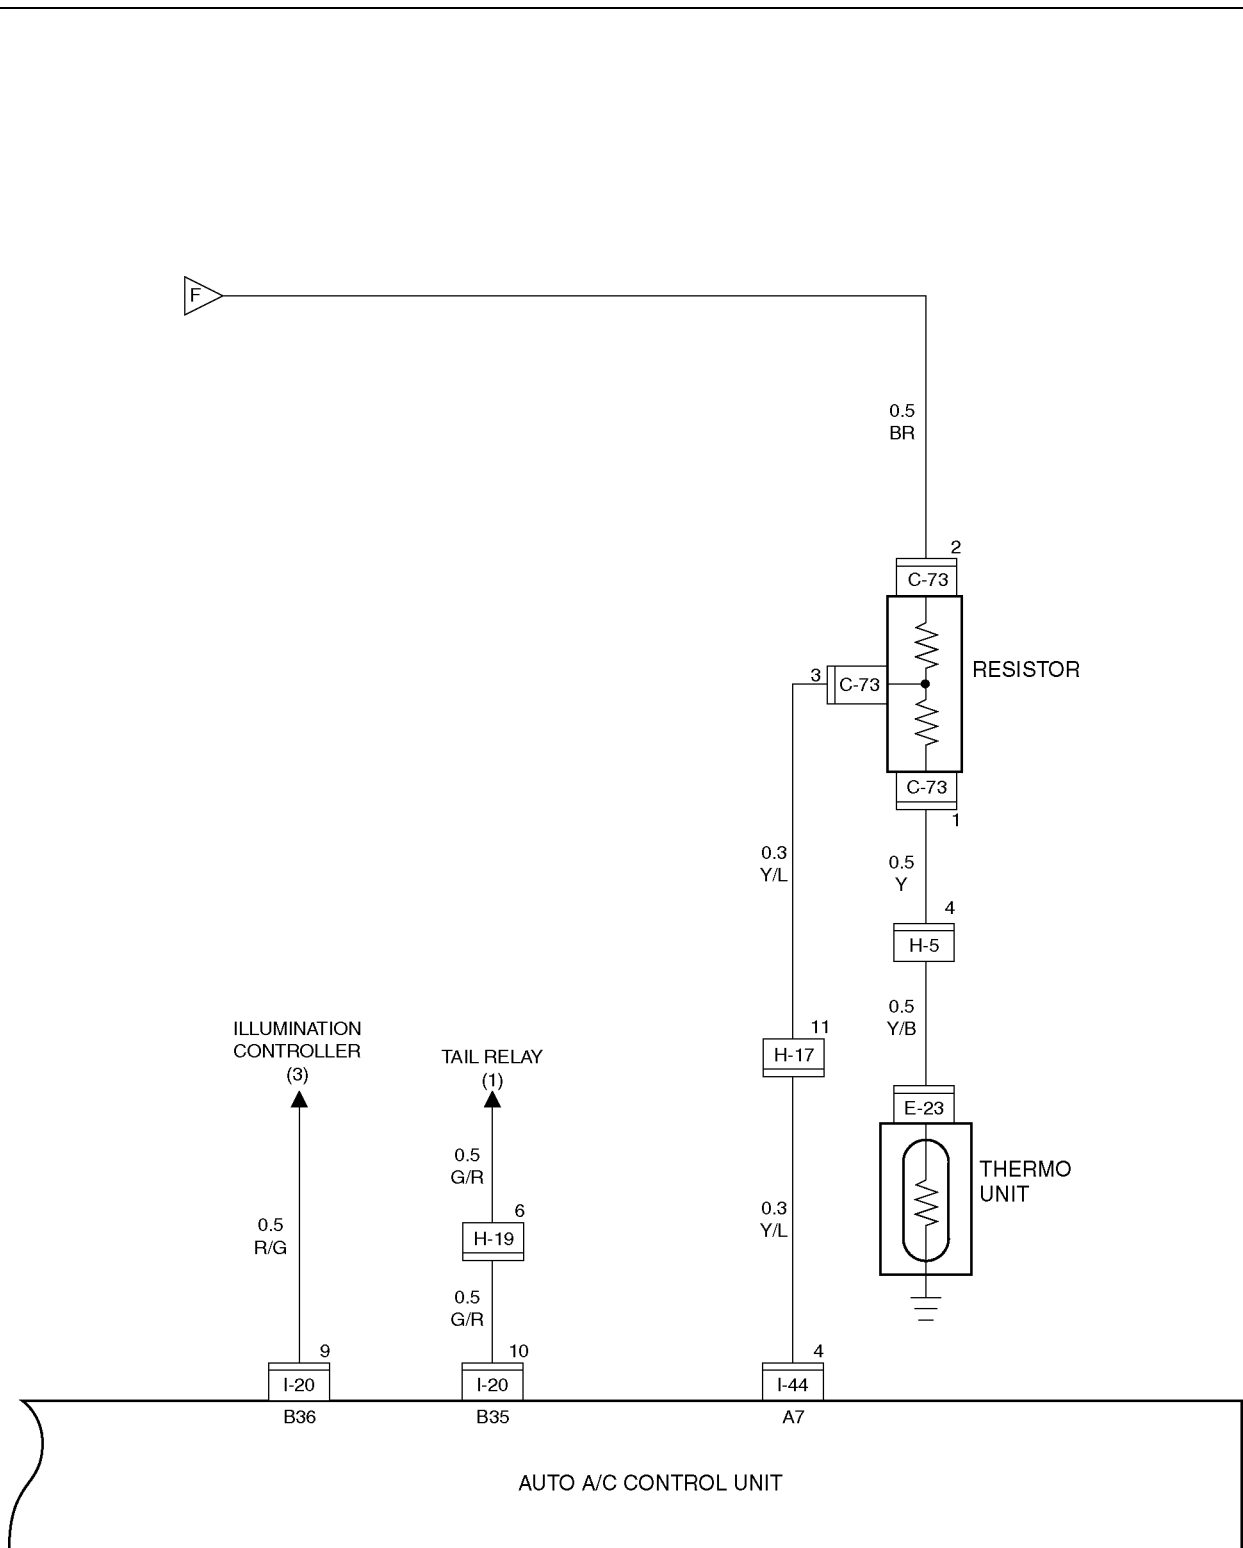 F
0.5
BR
2
C-73
RESISTOR
3
C-73
C-73
1
0.3
Y/L
0.5
Y
4
H-5
0.5
Y/B
11
H-17
E-23
THERMO
UNIT
ILLUMINATION
CONTROLLER
(3)
TAIL RELAY
(1)
0.5
G/R
6
H-19
0.5
R/G
0.3
Y/L
0.5
G/R
9
I-20
10
I-20
4
I-44
B36
B35
A7
AUTO A/C CONTROL UNIT